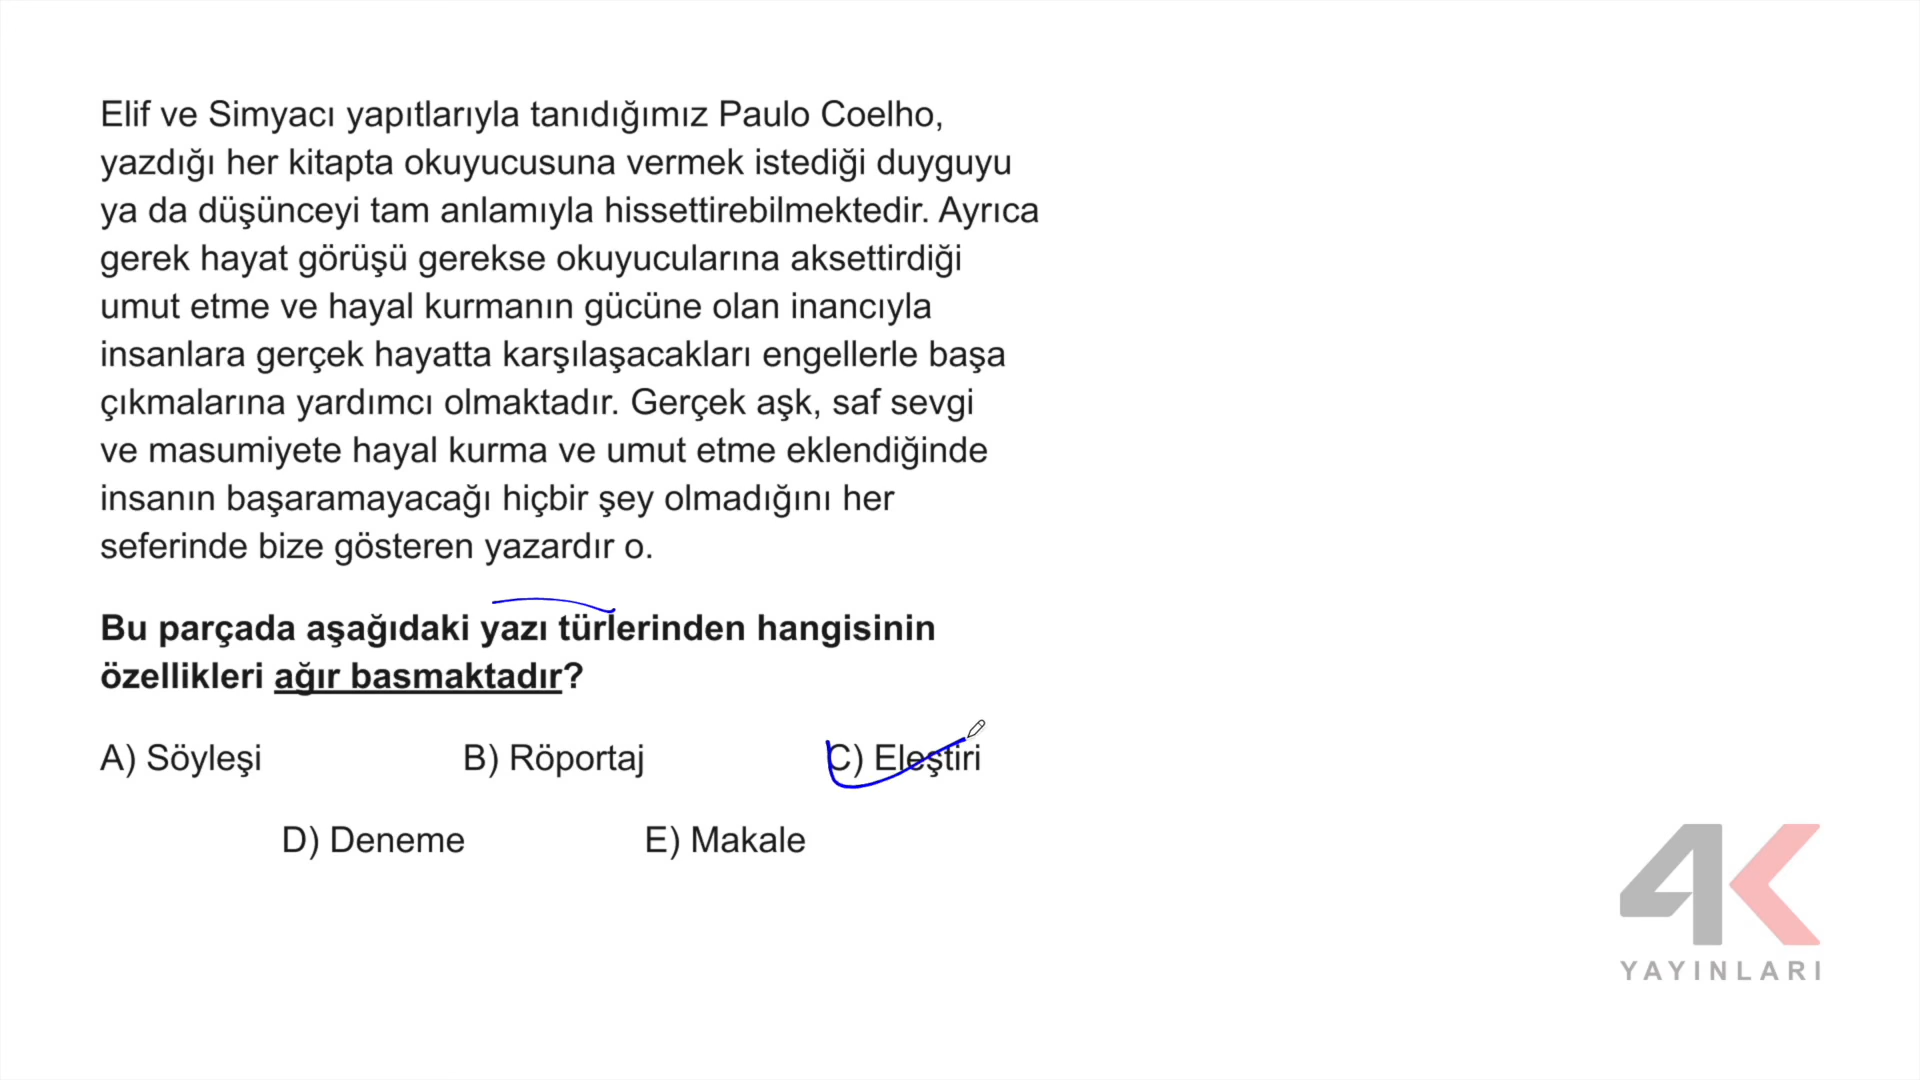 Elif ve Simyacı yapıtlarıyla tanıdığımız Paulo Coelho,
yazdığı her kitapta okuyucusuna vermek istediği duyguyu
ya da düşünceyi tam anlamıyla hissettirebilmektedir. Ayrıca
gerek hayat görüşü gerekse okuyucularına aksettirdiği
umut etme ve hayal kurmanın gücüne olan inancıyla
insanlara gerçek hayatta karşılaşacakları engellerle başa
çıkmalarına yardımcı olmaktadır. Gerçek aşk, saf sevgi
ve masumiyete hayal kurma ve umut etme eklendiğinde
insanın başaramayacağı hiçbir şey olmadığını her
seferinde bize gösteren yazardır o.
Bu parçada aşağıdaki yazı türlerinden hangisinin
özellikleri ağır basmaktadır?
A) Söyleşi B) Röportaj C) Eleştiri
D) Deneme E) Makale
4K
YAYINLARI